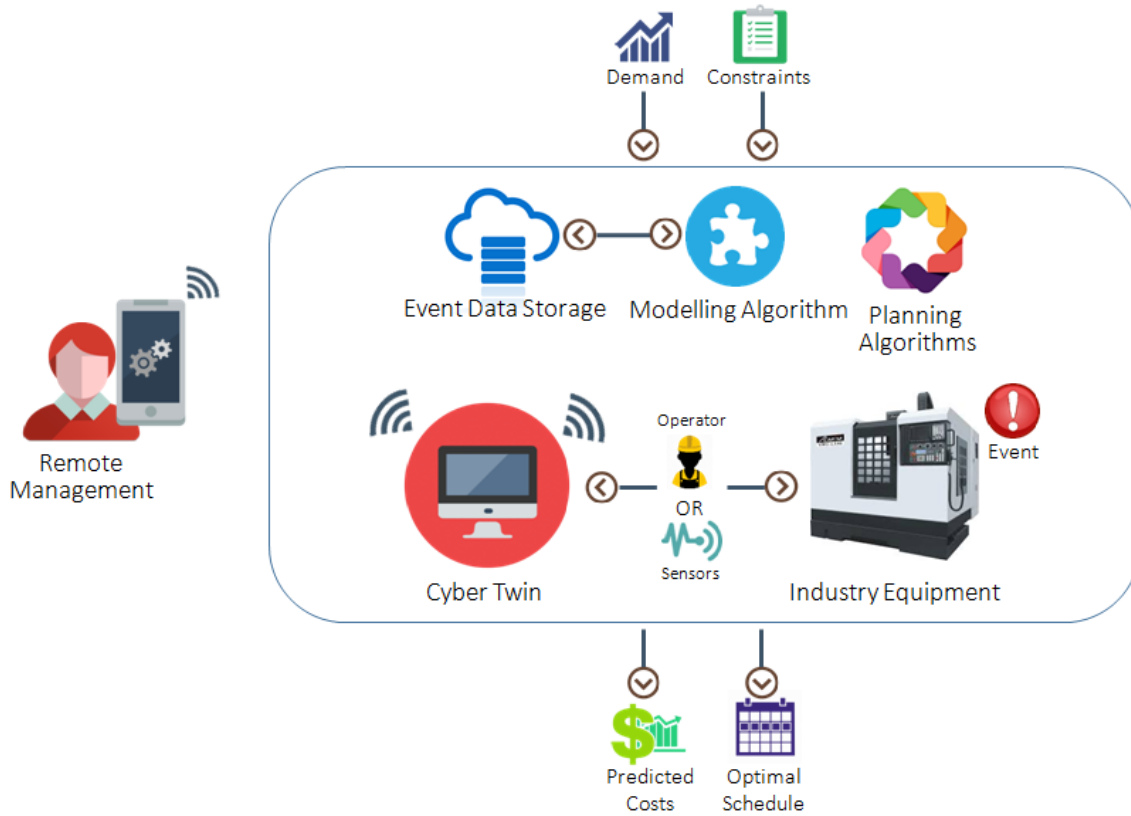 Demand
Constraints
Event Data Storage
Modelling Algorithm
Planning
Algorithms
Remote
Management
Operator
OR
Sensors
Event
Cyber Twin
Industry Equipment
Predicted
Costs
Optimal
Schedule